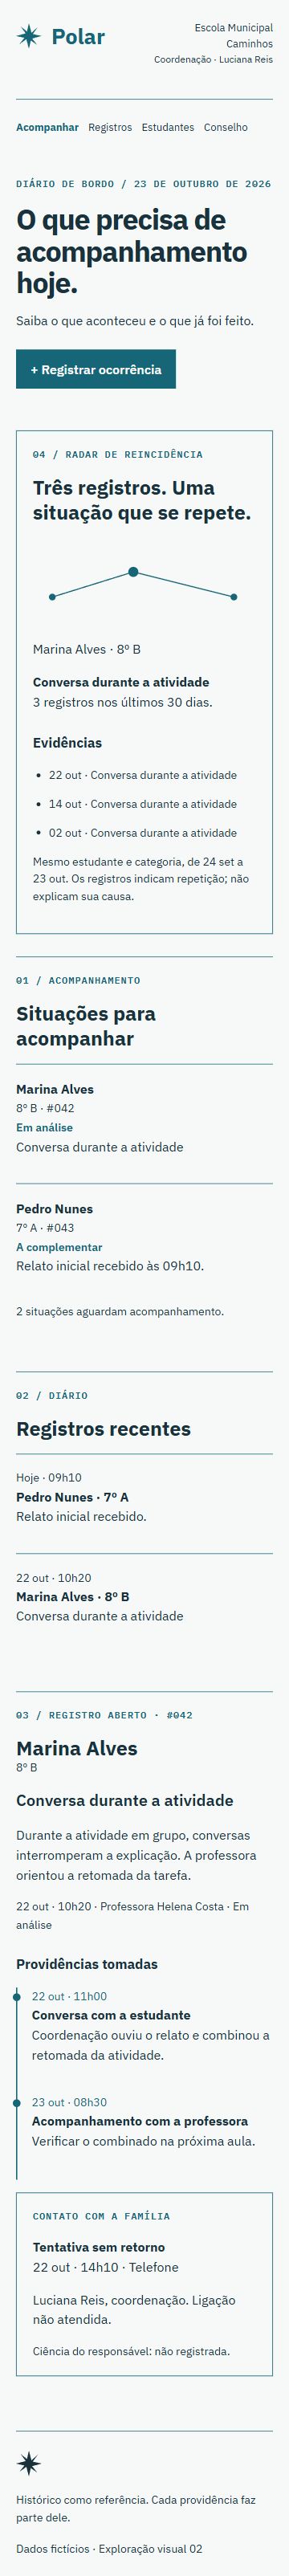 Polar
Escola Municipal
Caminhos
Coordenação · Luciana Reis
Acompanhar Registros Estudantes Conselho
DIÁRIO DE BORDO / 23 DE OUTUBRO DE 2026
O que precisa de
acompanhamento
hoje.
Saiba o que aconteceu e o que já foi feito.
+ Registrar ocorrência
04 / RADAR DE REINCIDÊNCIA
Três registros. Uma
situação que se repete.
Marina Alves · 8º B
Conversa durante a atividade
3 registros nos últimos 30 dias.
Evidências
• 22 out · Conversa durante a atividade
• 14 out · Conversa durante a atividade
• 02 out · Conversa durante a atividade
Mesmo estudante e categoria, de 24 set a
23 out. Os registros indicam repetição; não
explicam sua causa.
01 / ACOMPANHAMENTO
Situações para
acompanhar
Marina Alves
8º B · #042
Em análise
Conversa durante a atividade
Pedro Nunes
7º A · #043
A complementar
Relato inicial recebido às 09h10.
2 situações aguardam acompanhamento.
02 / DIÁRIO
Registros recentes
Hoje · 09h10
Pedro Nunes · 7º A
Relato inicial recebido.
22 out · 10h20
Marina Alves · 8º B
Conversa durante a atividade
03 / REGISTRO ABERTO · #042
Marina Alves
8º B
Conversa durante a atividade
Durante a atividade em grupo, conversas
interromperam a explicação. A professora
orientou a retomada da tarefa.
22 out · 10h20 · Professora Helena Costa · Em
análise
Providências tomadas
22 out · 11h00
Conversa com a estudante
Coordenação ouviu o relato e combinou a
retomada da atividade.
23 out · 08h30
Acompanhamento com a professora
Verificar o combinado na próxima aula.
CONTATO COM A FAMÍLIA
Tentativa sem retorno
22 out · 14h10 · Telefone
Luciana Reis, coordenação. Ligação
não atendida.
Ciência do responsável: não registrada.
Histórico como referência. Cada providência faz
parte dele.
Dados fictícios · Exploração visual 02